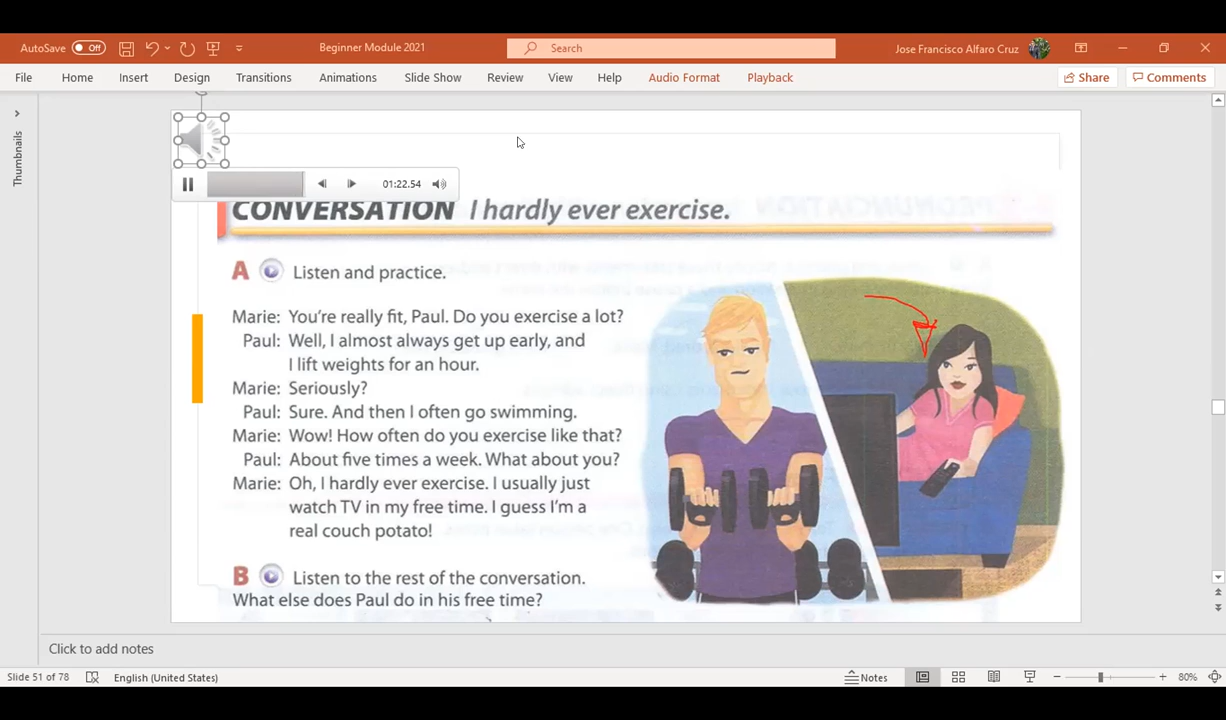 AutoSave Off Beginner Module 2021 Search Jose Francisco Alfaro Cruz
File Home Insert Design Transitions Animations Slide Show Review View Help Audio Format Playback Share Comments
Thumbnails
01:22.54
CONVERSATION I hardly ever exercise.
A Listen and practice.
Marie: You're really fit, Paul. Do you exercise a lot?
Paul: Well, I almost always get up early, and
I lift weights for an hour.
Marie: Seriously?
Paul: Sure. And then I often go swimming.
Marie: Wow! How often do you exercise like that?
Paul: About five times a week. What about you?
Marie: Oh, I hardly ever exercise. I usually just
watch TV in my free time. I guess I'm a
real couch potato!
B Listen to the rest of the conversation.
What else does Paul do in his free time?
Click to add notes
Slide 51 of 78 English (United States) Notes 80%